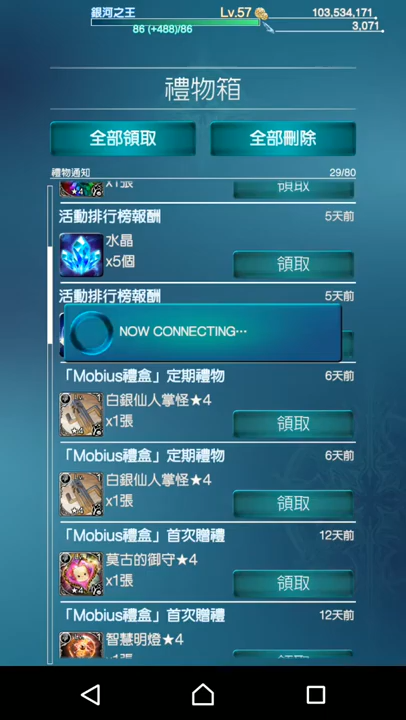 銀河之王
Lv.57
103,534,171
86 (+488)/86
3,071
禮物箱
全部領取
全部刪除
禮物通知
29/80
x1張
領取
活動排行榜報酬
5天前
水晶
x5個
領取
活動排行榜報酬
5天前
NOW CONNECTING…
「Mobius禮盒」定期禮物
6天前
白銀仙人掌怪★4
x1張
領取
「Mobius禮盒」定期禮物
6天前
白銀仙人掌怪★4
x1張
領取
「Mobius禮盒」首次贈禮
12天前
莫古的御守★4
x1張
領取
「Mobius禮盒」首次贈禮
12天前
智慧明燈★4
x1張